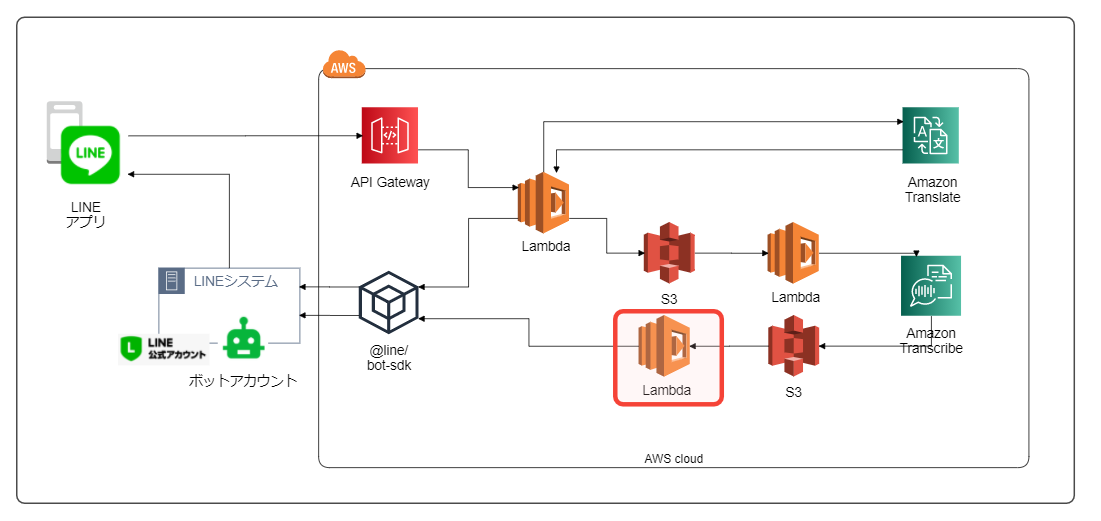 AWS
LINE
LINE
アプリ
API Gateway
Amazon
Translate
Lambda
S3
Lambda
LINEシステム
LINE
公式アカウント
ボットアカウント
@line/
bot-sdk
Lambda
S3
Amazon
Transcribe
AWS cloud